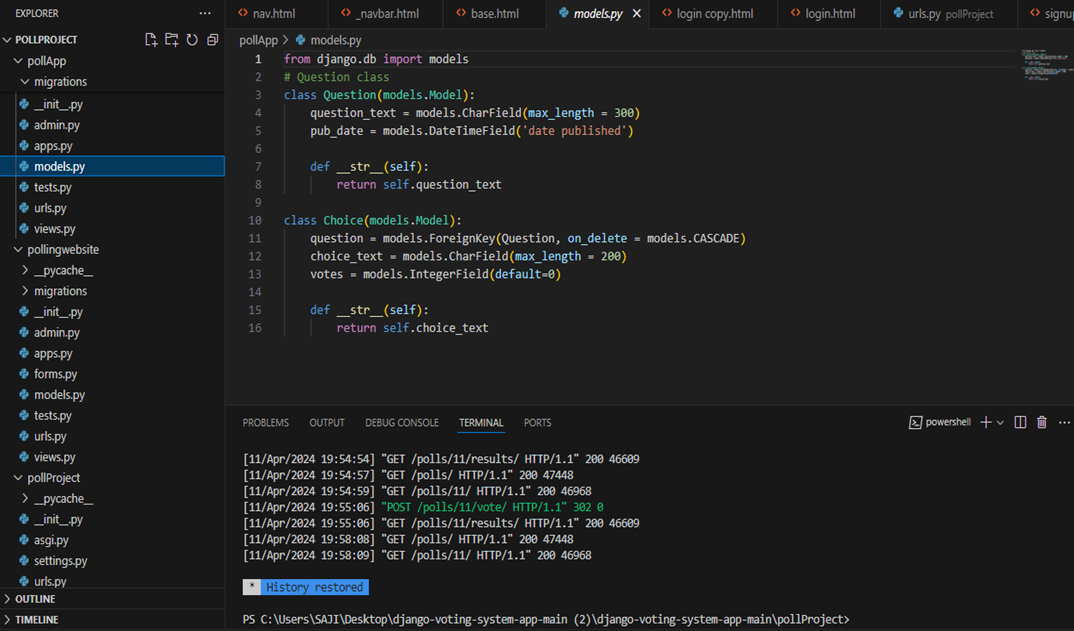 EXPLORER
nav.html
_navbar.html
base.html
models.py
login copy.html
login.html
urls.py pollProject
signu
POLLPROJECT
pollApp
migrations
__init__.py
admin.py
apps.py
models.py
tests.py
urls.py
views.py
pollingwebsite
__pycache__
migrations
__init__.py
admin.py
apps.py
forms.py
models.py
tests.py
urls.py
views.py
pollProject
__pycache__
__init__.py
asgi.py
settings.py
urls.py
OUTLINE
TIMELINE
pollApp > models.py
1 from django.db import models
2 # Question class
3 class Question(models.Model):
4 question_text = models.CharField(max_length = 300)
5 pub_date = models.DateTimeField('date published')
6
7 def __str__(self):
8 return self.question_text
9
10 class Choice(models.Model):
11 question = models.ForeignKey(Question, on_delete = models.CASCADE)
12 choice_text = models.CharField(max_length = 200)
13 votes = models.IntegerField(default=0)
14
15 def __str__(self):
16 return self.choice_text
PROBLEMS OUTPUT DEBUG CONSOLE TERMINAL PORTS
powershell
[11/Apr/2024 19:54:54] "GET /polls/11/results/ HTTP/1.1" 200 46609
[11/Apr/2024 19:54:57] "GET /polls/ HTTP/1.1" 200 47448
[11/Apr/2024 19:54:59] "GET /polls/11/ HTTP/1.1" 200 46968
[11/Apr/2024 19:55:06] "POST /polls/11/vote/ HTTP/1.1" 302 0
[11/Apr/2024 19:55:06] "GET /polls/11/results/ HTTP/1.1" 200 46609
[11/Apr/2024 19:58:08] "GET /polls/ HTTP/1.1" 200 47448
[11/Apr/2024 19:58:09] "GET /polls/11/ HTTP/1.1" 200 46968
* History restored
PS C:\Users\SAJI\Desktop\django-voting-system-app-main (2)\django-voting-system-app-main\pollProject>